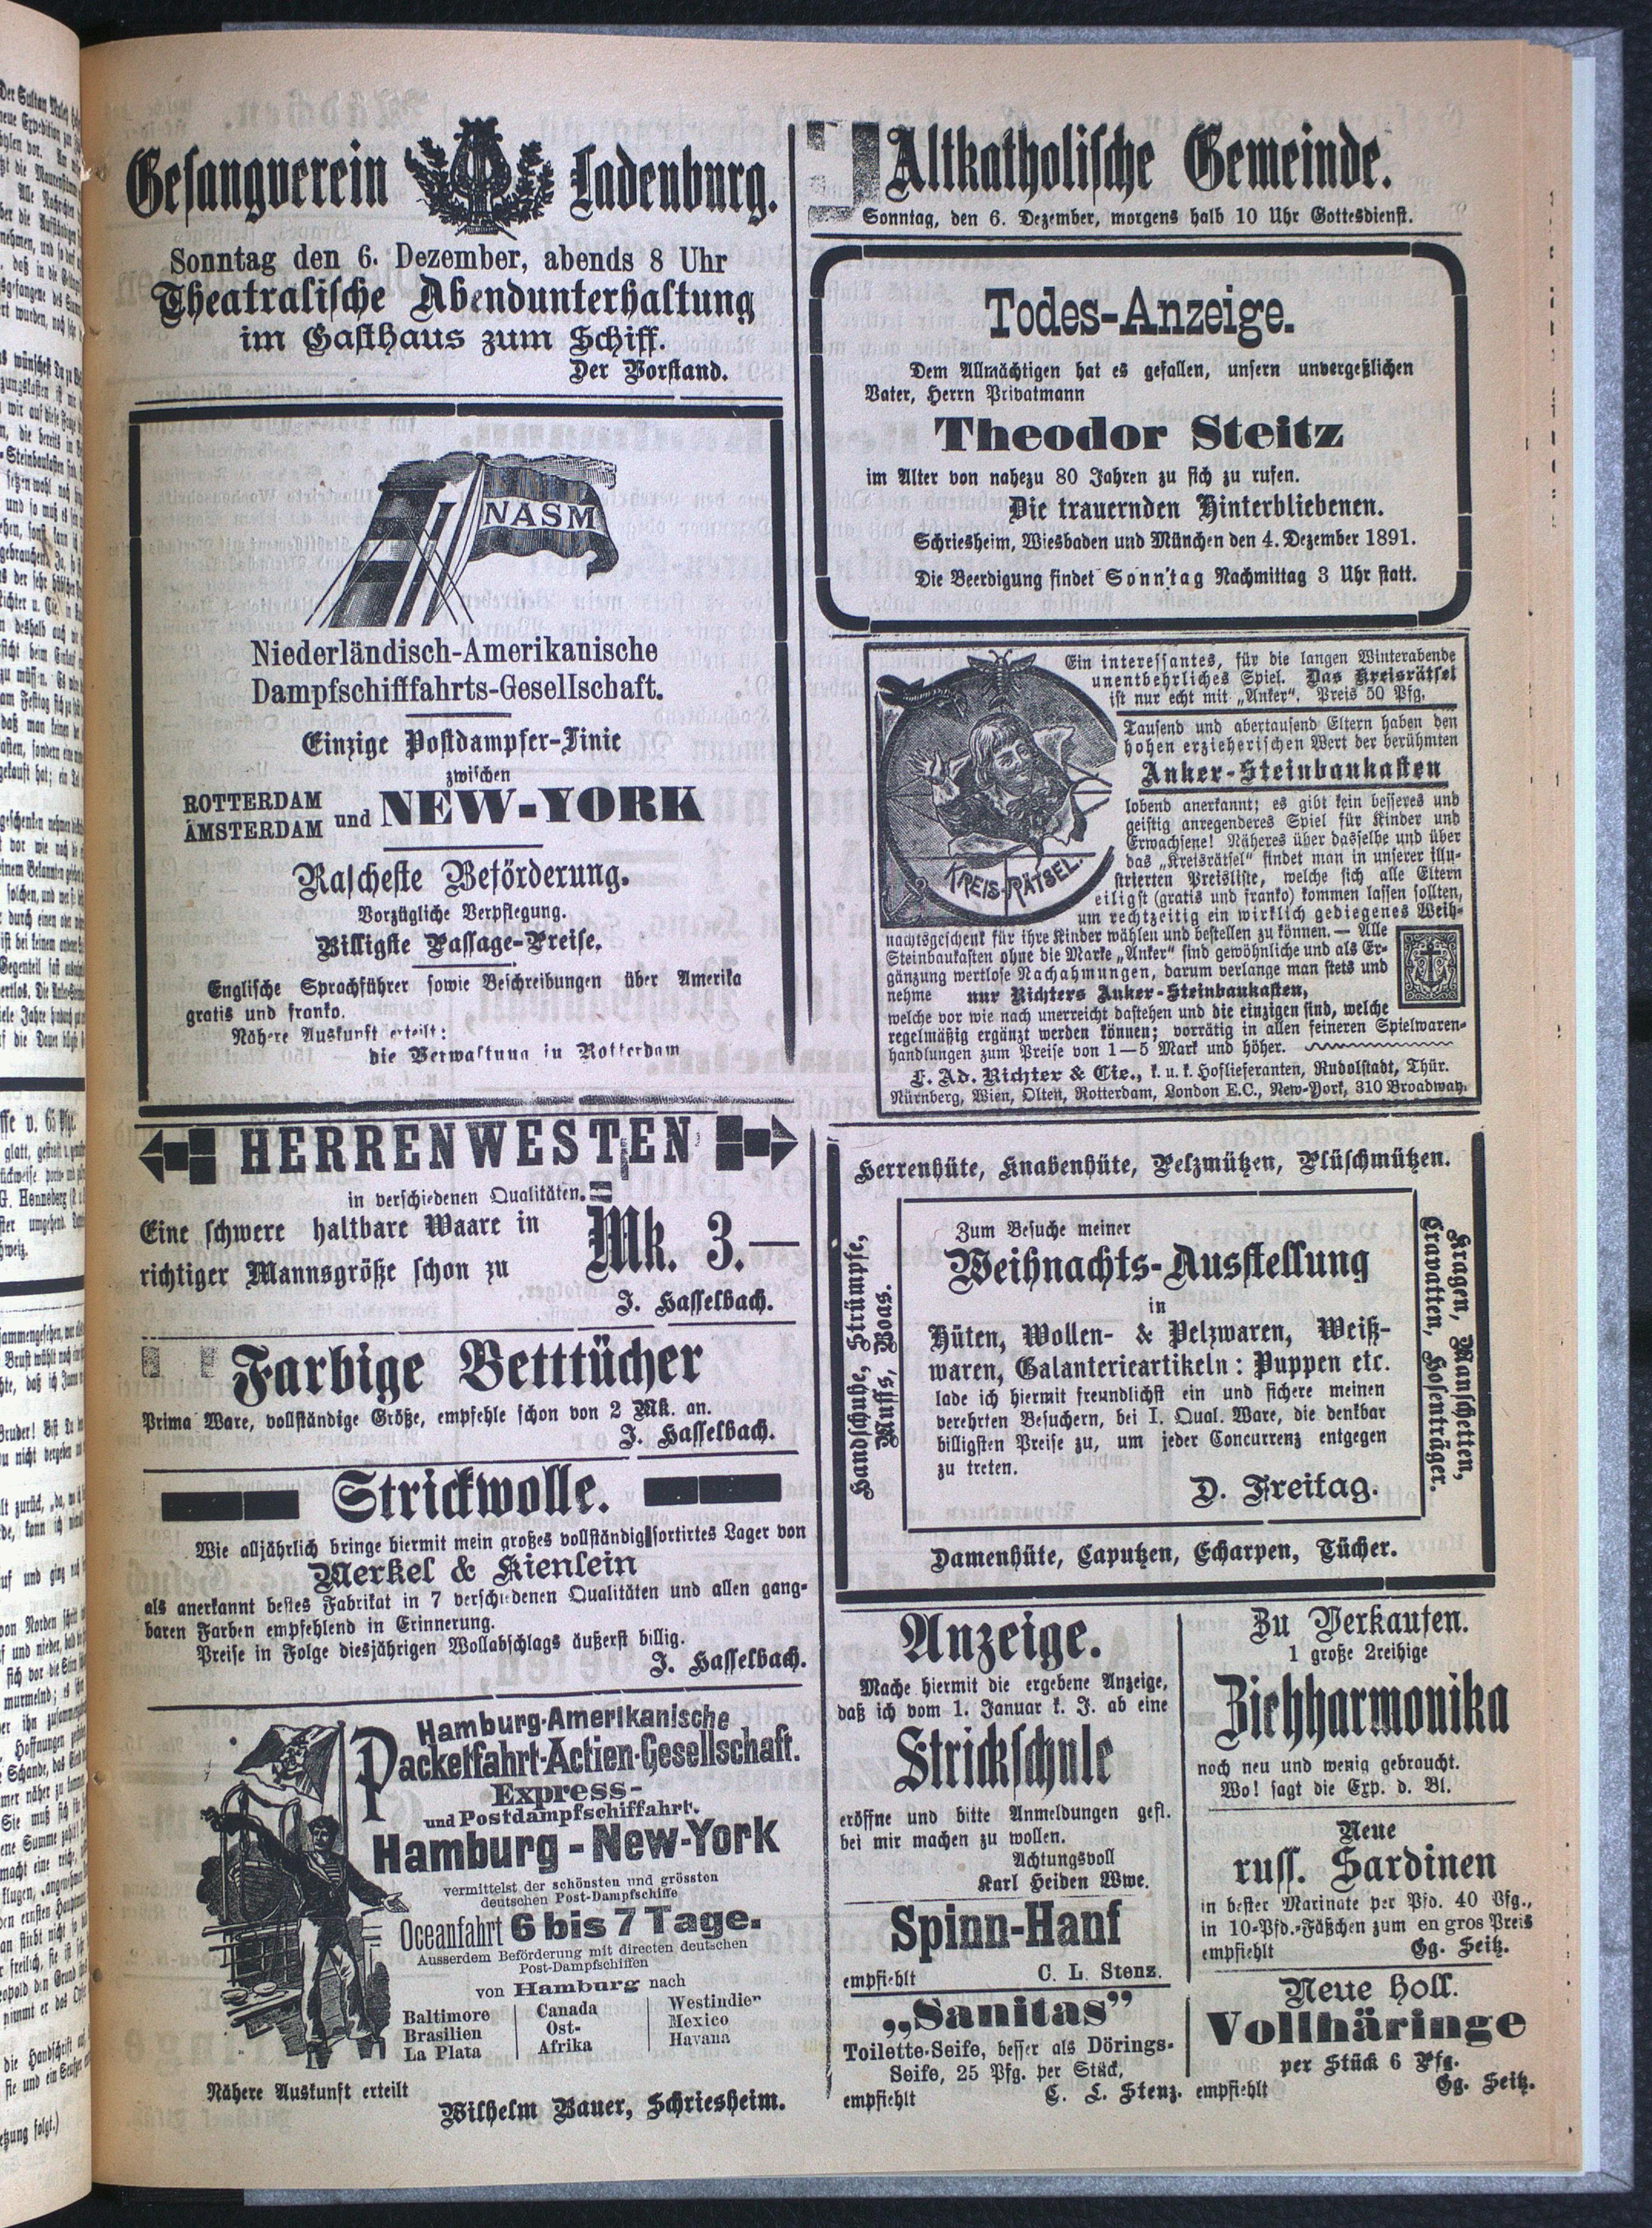 Gesangverein Ladenburg.
Sonntag den 6. Dezember, abends 8 Uhr
Theatralische Abendunterhaltung
im Gasthaus zum Schiff.
Der Vorstand.
NASM
Niederländisch-Amerikanische
Dampfschifffahrts-Gesellschaft.
Einzige Postdampfer-Linie
zwischen
ROTTERDAM
AMSTERDAM und NEW-YORK
Rascheste Beförderung.
Vorzügliche Verpflegung.
Billigste Passage-Preise.
Englische Sprachführer sowie Beschreibungen über Amerika
gratis und franko.
Nähere Auskunft erteilt:
die Verwaltung in Rotterdam
HERRENWESTEN
in verschiedenen Qualitäten.
Eine schwere haltbare Waare in
richtiger Mannsgröße schon zu
Mk. 3.—
J. Hasselbach.
Farbige Betttücher
Prima Ware, vollständige Größe, empfehle schon von 2 Mk. an.
J. Hasselbach.
Strickwolle.
Wie alljährlich bringe hiermit mein großes vollständig sortirtes Lager von
Merkel & Kienlein
als anerkannt bestes Fabrikat in 7 verschiedenen Qualitäten und allen gang-
baren Farben empfehlend in Erinnerung.
Preise in Folge diesjährigen Wollabschlags äußerst billig.
J. Hasselbach.
Hamburg-Amerikanische
Packetfahrt-Actien-Gesellschaft.
Express-
und Postdampfschiffahrt.
Hamburg - New-York
vermittelst der schönsten und grössten
deutschen Post-Dampfschiffe
Oceanfahrt 6 bis 7 Tage.
Ausserdem Beförderung mit directen deutschen
Post-Dampfschiffen
von Hamburg nach
Baltimore
Brasilien
La Plata
Canada
Ost-
Afrika
Westindien
Mexico
Havana
Nähere Auskunft erteilt
Wilhelm Bauer, Schriesheim.
Altkatholische Gemeinde.
Sonntag, den 6. Dezember, morgens halb 10 Uhr Gottesdienst.
Todes-Anzeige.
Dem Allmächtigen hat es gefallen, unsern unvergeßlichen
Vater, Herrn Privatmann
Theodor Steitz
im Alter von nahezu 80 Jahren zu sich zu rufen.
Die trauernden Hinterbliebenen.
Schriesheim, Wiesbaden und München den 4. Dezember 1891.
Die Beerdigung findet Sonntag Nachmittag 3 Uhr statt.
KREIS-RÄTSEL.
Ein interessantes, für die langen Winterabende
unentbehrliches Spiel. Das Kreisrätsel
ist nur echt mit „Anker“. Preis 50 Pfg.
Tausend und abertausend Eltern haben den
hohen erzieherischen Wert der berühmten
Anker-Steinbaukasten
lobend anerkannt; es gibt kein besseres und
geistig anregenderes Spiel für Kinder und
Erwachsene! Näheres über dasselbe und über
das „Kreisrätsel“ findet man in unserer illu-
strierten Preisliste, welche sich alle Eltern
eiligst (gratis und franko) kommen lassen sollten,
um rechtzeitig ein wirklich gediegenes Weih-
nachtsgeschenk für ihre Kinder wählen und bestellen zu können. — Alle
Steinbaukasten ohne die Marke „Anker“ sind gewöhnliche und als Er-
gänzung wertlose Nachahmungen, darum verlange man stets und
nehme nur Richters Anker-Steinbaukasten,
welche vor wie nach unerreicht dastehen und die einzigen sind, welche
regelmäßig ergänzt werden können; vorrätig in allen feineren Spielwaren-
handlungen zum Preise von 1—5 Mark und höher.
F. Ad. Richter & Cie., k. u. k. Hoflieferanten, Rudolstadt, Thür.
Nürnberg, Wien, Olten, Rotterdam, London E.C., New-York, 310 Broadway.
Herrenhüte, Knabenhüte, Pelzmützen, Plüschmützen.
Handschuhe, Strümpfe,
Muffs, Boas.
Zum Besuche meiner
Weihnachts-Ausstellung
in
Hüten, Wollen- & Pelzwaren, Weiß-
waren, Galanterieartikeln: Puppen etc.
lade ich hiermit freundlichst ein und sichere meinen
verehrten Besuchern, bei I. Qual. Ware, die denkbar
billigsten Preise zu, um jeder Concurrenz entgegen
zu treten.
D. Freitag.
Kragen, Manschetten,
Cravatten, Hosenträger.
Damenhüte, Caputzen, Echarpen, Tücher.
Anzeige.
Mache hiermit die ergebene Anzeige,
daß ich vom 1. Januar k. J. ab eine
Strickschule
eröffne und bitte Anmeldungen gefl.
bei mir machen zu wollen.
Achtungsvoll
Karl Heiden Wwe.
Spinn-Hanf
empfiehlt C. L. Stenz.
„Sanitas”
Toilette-Seife, besser als Dörings-
Seife, 25 Pfg. per Stück,
empfiehlt C. L. Stenz.
Zu Verkaufen.
1 große 2reihige
Ziehharmonika
noch neu und wenig gebraucht.
Wo! sagt die Exp. d. Bl.
Neue
russ. Sardinen
in bester Marinate per Pfd. 40 Pfg.,
in 10-Pfd.-Fäßchen zum en gros Preis
empfiehlt Gg. Seitz.
Neue holl.
Vollhäringe
per Stück 6 Pfg.
empfiehlt Gg. Seitz.